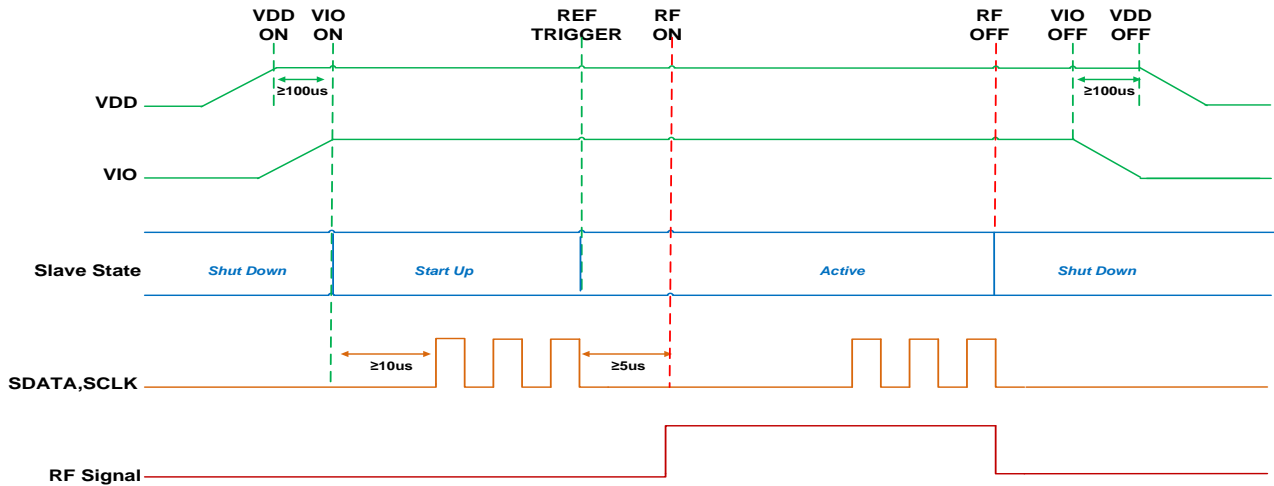 VDD VIO REF RF RF VIO VDD
ON ON TRIGGER ON OFF OFF OFF
≥100us ≥100us
VDD
VIO
Slave State Shut Down Start Up Active Shut Down
≥10us ≥5us
SDATA,SCLK
RF Signal